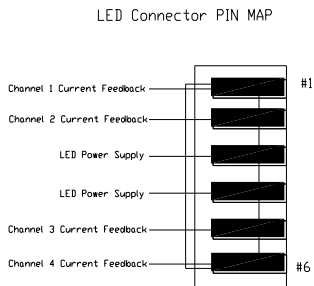 LED Connector PIN MAP
#1
Channel 1 Current Feedback
Channel 2 Current Feedback
LED Power Supply
LED Power Supply
Channel 3 Current Feedback
Channel 4 Current Feedback
#6